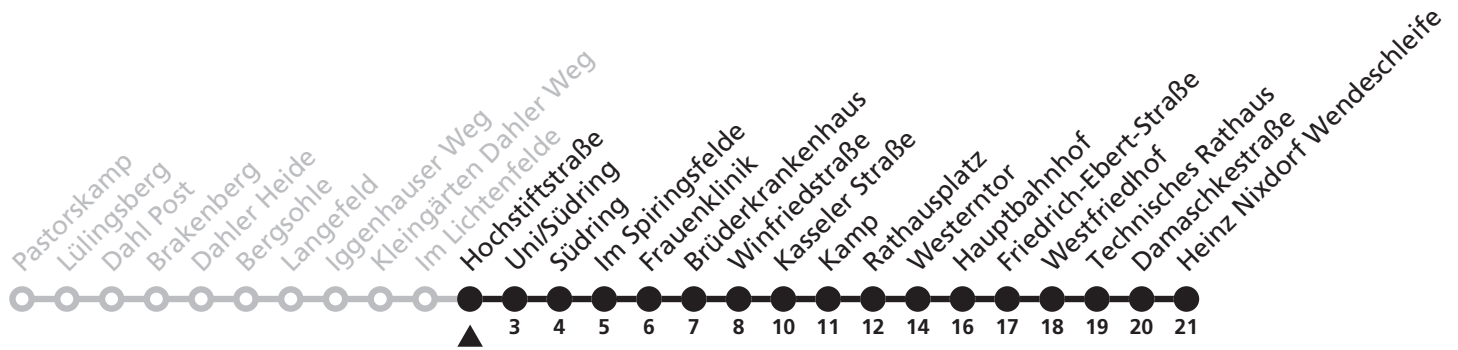 Pastorskamp
Lülingsberg
Dahl Post
Brakenberg
Dahler Heide
Bergsohle
Langefeld
Iggenhauser Weg
Kleingärten Dahler Weg
Im Lichtenfelde
Hochstiftstraße
Uni/Südring
Südring
Im Spiringsfelde
Frauenklinik
Brüderkrankenhaus
Winfriedstraße
Kasseler Straße
Kamp
Rathausplatz
Westerntor
Hauptbahnhof
Friedrich-Ebert-Straße
Westfriedhof
Technisches Rathaus
Damaschkestraße
Heinz Nixdorf Wendeschleife
3 4 5 6 7 8 10 11 12 14 16 17 18 19 20 21